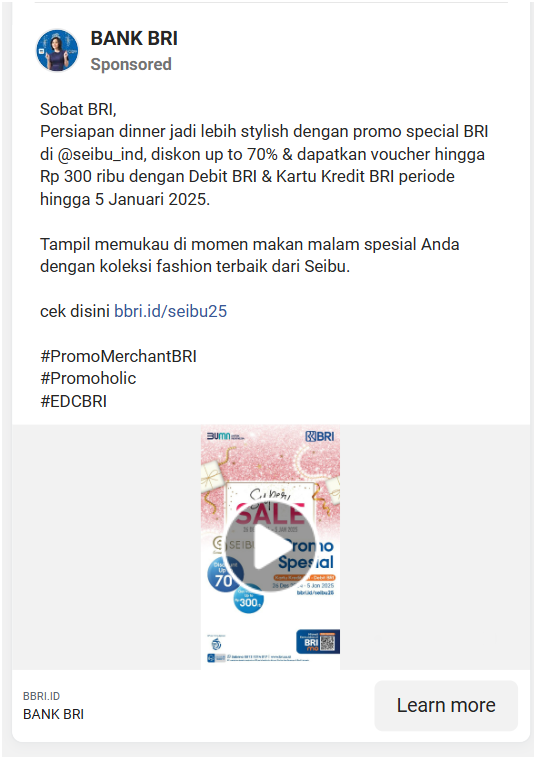 BANK BRI
Sponsored
Sobat BRI,
Persiapan dinner jadi lebih stylish dengan promo special BRI
di @seibu_ind, diskon up to 70% & dapatkan voucher hingga
Rp 300 ribu dengan Debit BRI & Kartu Kredit BRI periode
hingga 5 Januari 2025.
Tampil memukau di momen makan malam spesial Anda
dengan koleksi fashion terbaik dari Seibu.
cek disini bbri.id/seibu25
#PromoMerchantBRI
#Promoholic
#EDCBRI
BUMN
BRI
SALE
SEIBU
Promo
Spesial
Discount
Up to
70
300
5 Jan 2025
bbri.id/seibu25
BRI
mo
BBRI.ID
BANK BRI
Learn more